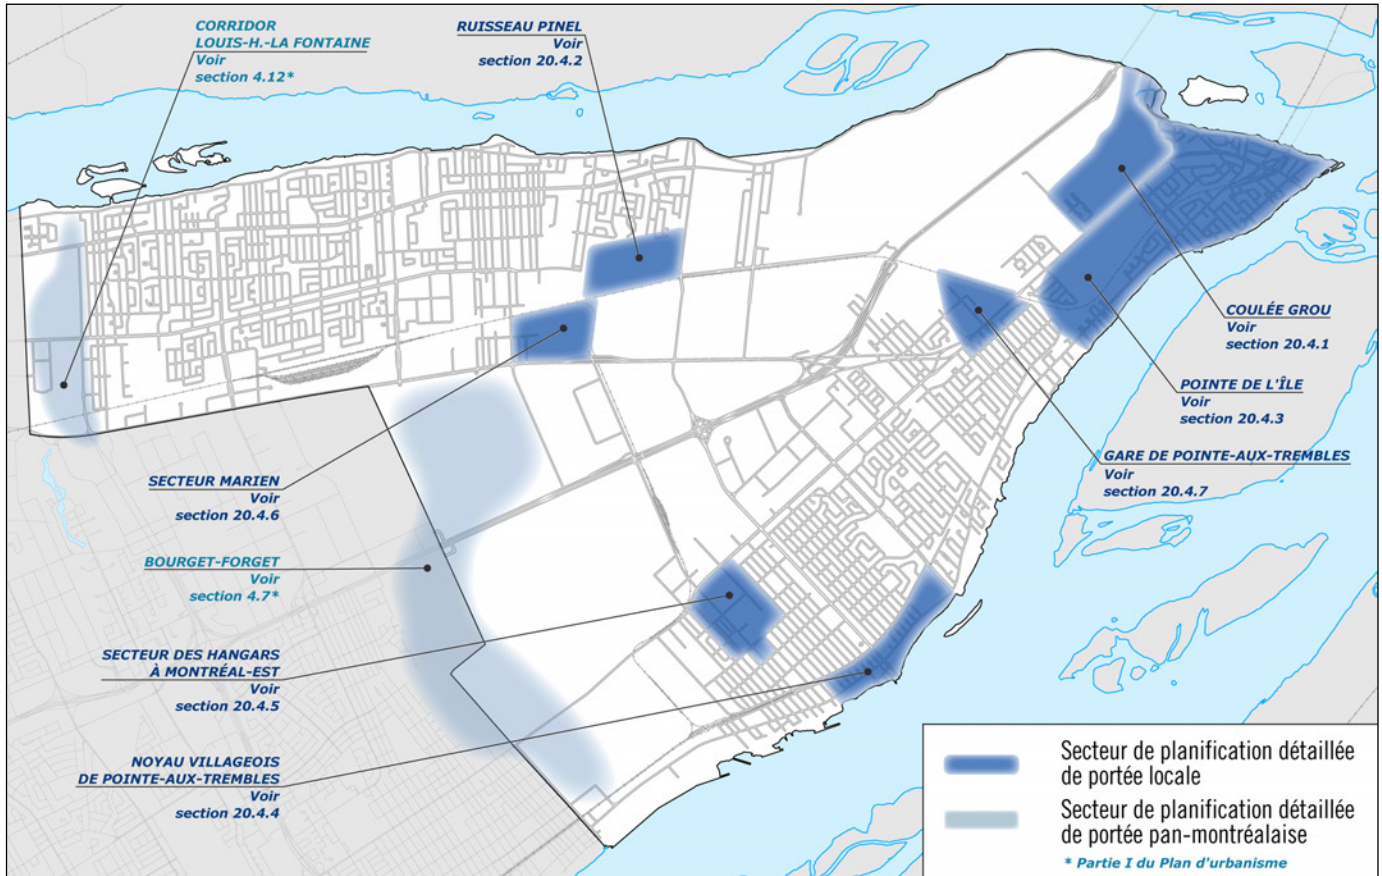 CORRIDOR
LOUIS-H.-LA FONTAINE
Voir
section 4.12*
RUISSEAU PINEL
Voir
section 20.4.2
COULÉE GROU
Voir
section 20.4.1
POINTE DE L'ÎLE
Voir
section 20.4.3
GARE DE POINTE-AUX-TREMBLES
Voir
section 20.4.7
SECTEUR MARIEN
Voir
section 20.4.6
BOURGET-FORGET
Voir
section 4.7*
SECTEUR DES HANGARS
À MONTRÉAL-EST
Voir
section 20.4.5
NOYAU VILLAGEOIS
DE POINTE-AUX-TREMBLES
Voir
section 20.4.4
Secteur de planification détaillée
de portée locale
Secteur de planification détaillée
de portée pan-montréalaise
* Partie I du Plan d'urbanisme